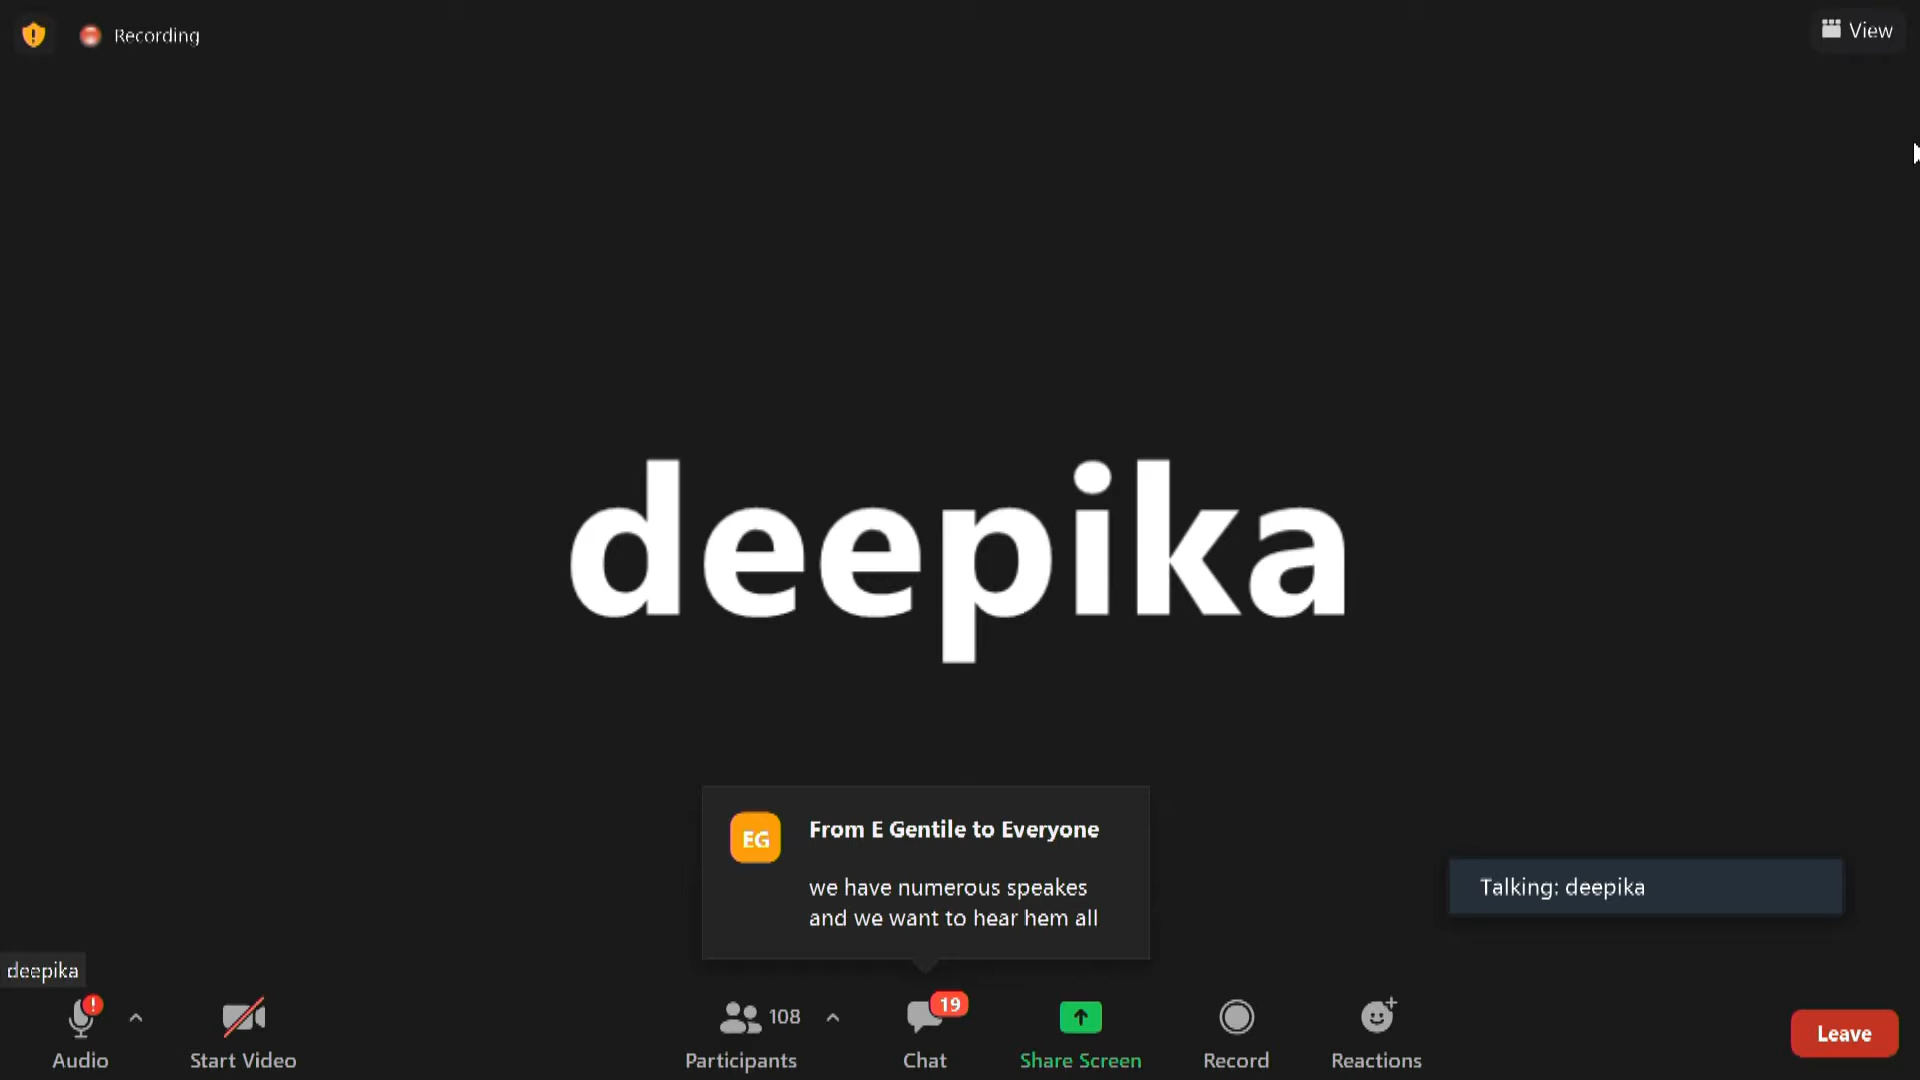 Recording
View
deepika
EG
From E Gentile to Everyone
we have numerous speakes
and we want to hear hem all
Talking: deepika
deepika
108
19
Audio
Start Video
Participants
Chat
Share Screen
Record
Reactions
Leave